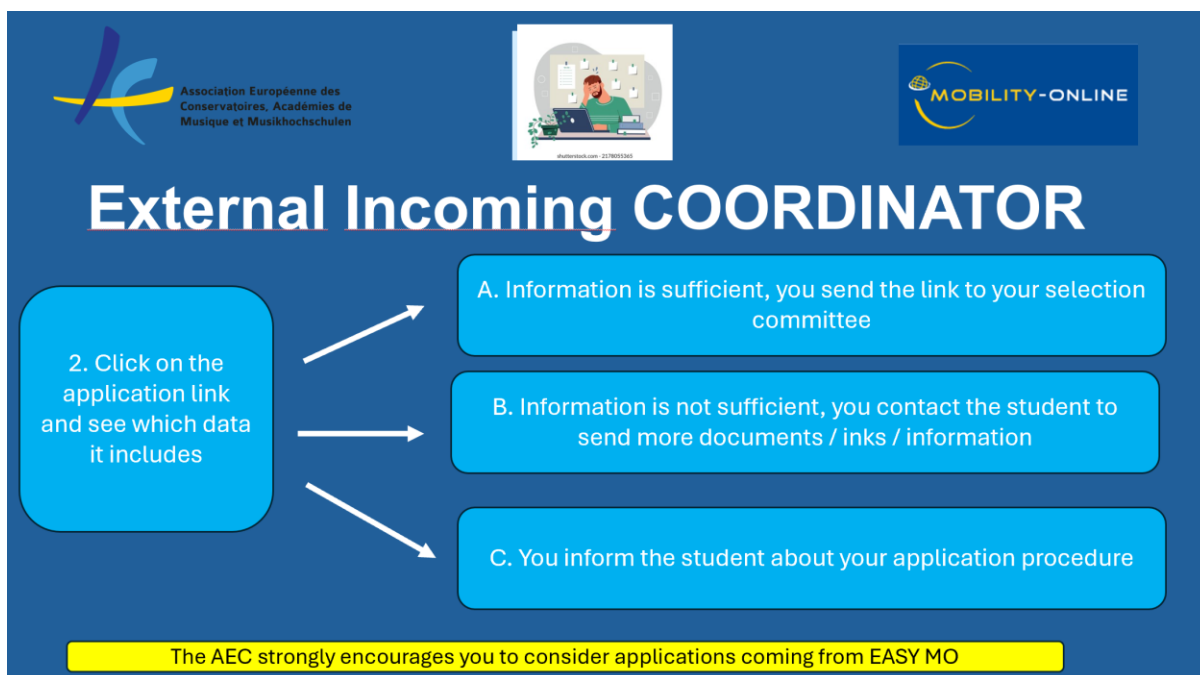 Association Européenne des
Conservatoires, Académies de
Musique et Musikhochschulen
shutterstock.com · 2178055365
MOBILITY-ONLINE
External Incoming COORDINATOR
2. Click on the
application link
and see which data
it includes
A. Information is sufficient, you send the link to your selection
committee
B. Information is not sufficient, you contact the student to
send more documents / inks / information
C. You inform the student about your application procedure
The AEC strongly encourages you to consider applications coming from EASY MO